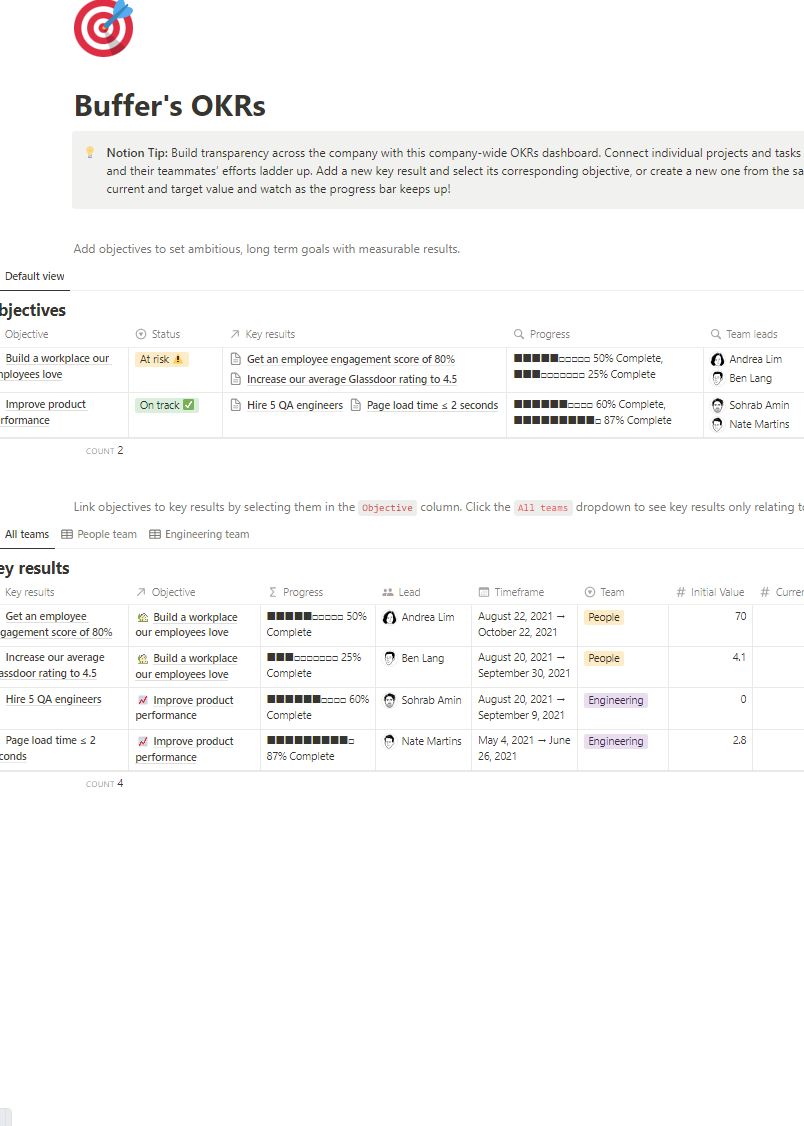 Buffer's OKRs
Notion Tip: Build transparency across the company with this company-wide OKRs dashboard. Connect individual projects and tasks
and their teammates' efforts ladder up. Add a new key result and select its corresponding objective, or create a new one from the sa
current and target value and watch as the progress bar keeps up!
Add objectives to set ambitious, long term goals with measurable results.
Default view
bjectives
Objective Status Key results Progress Team leads
Build a workplace our
mployees love
At risk ⚠
Get an employee engagement score of 80%
Increase our average Glassdoor rating to 4.5
■■■■■□□□□□ 50% Complete,
■■■□□□□□□□ 25% Complete
Andrea Lim
Ben Lang
Improve product
rformance
On track ✅
Hire 5 QA engineers Page load time ≤ 2 seconds
■■■■■■□□□□ 60% Complete,
■■■■■■■■■□ 87% Complete
Sohrab Amin
Nate Martins
COUNT 2
Link objectives to key results by selecting them in the Objective column. Click the All teams dropdown to see key results only relating to
All teams People team Engineering team
ey results
Key results Objective Progress Lead Timeframe Team Initial Value Curren
Get an employee
gagement score of 80%
Build a workplace
our employees love
■■■■■□□□□□ 50%
Complete
Andrea Lim
August 22, 2021 →
October 22, 2021
People
70
Increase our average
assdoor rating to 4.5
Build a workplace
our employees love
■■■□□□□□□□ 25%
Complete
Ben Lang
August 20, 2021 →
September 30, 2021
People
4.1
Hire 5 QA engineers
Improve product
performance
■■■■■■□□□□ 60%
Complete
Sohrab Amin
August 20, 2021 →
September 9, 2021
Engineering
0
Page load time ≤ 2
conds
Improve product
performance
■■■■■■■■■□
87% Complete
Nate Martins
May 4, 2021 → June
26, 2021
Engineering
2.8
COUNT 4